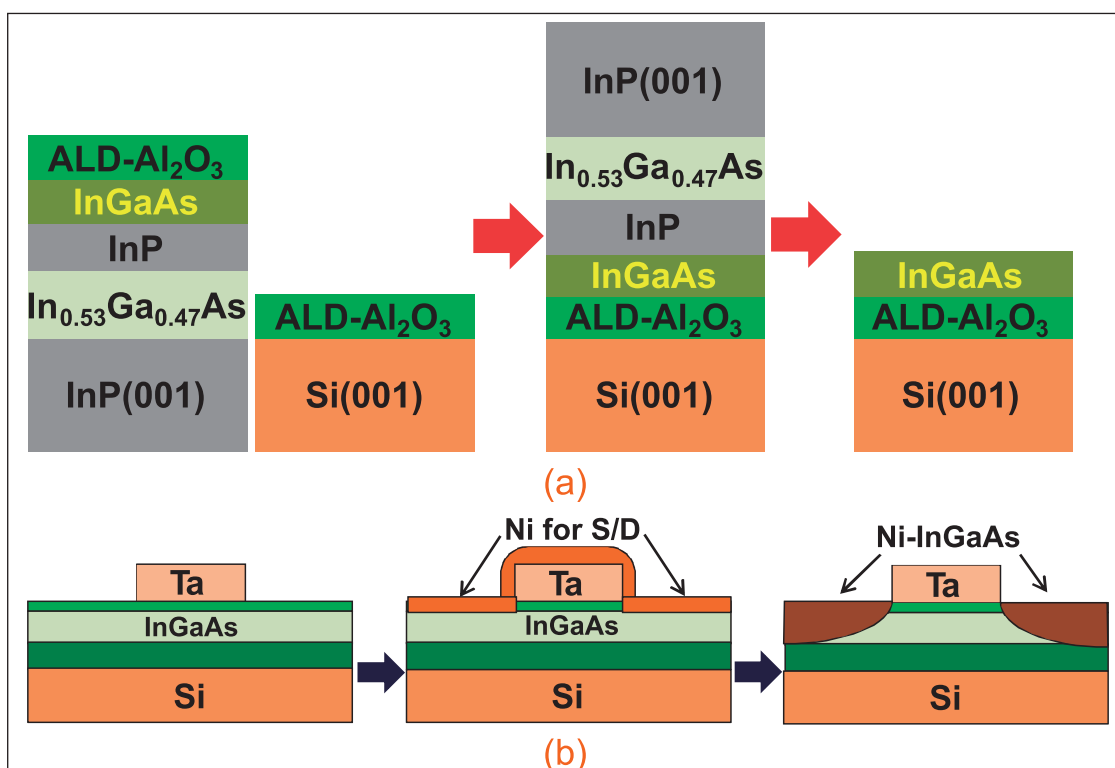 ALD-Al₂O₃
InGaAs
InP
In₀.₅₃Ga₀.₄₇As
InP(001)
ALD-Al₂O₃
Si(001)
InP(001)
In₀.₅₃Ga₀.₄₇As
InP
InGaAs
ALD-Al₂O₃
Si(001)
InGaAs
ALD-Al₂O₃
Si(001)
(a)
Ta
InGaAs
Si
Ni for S/D
Ta
InGaAs
Si
Ni-InGaAs
Ta
Si
(b)